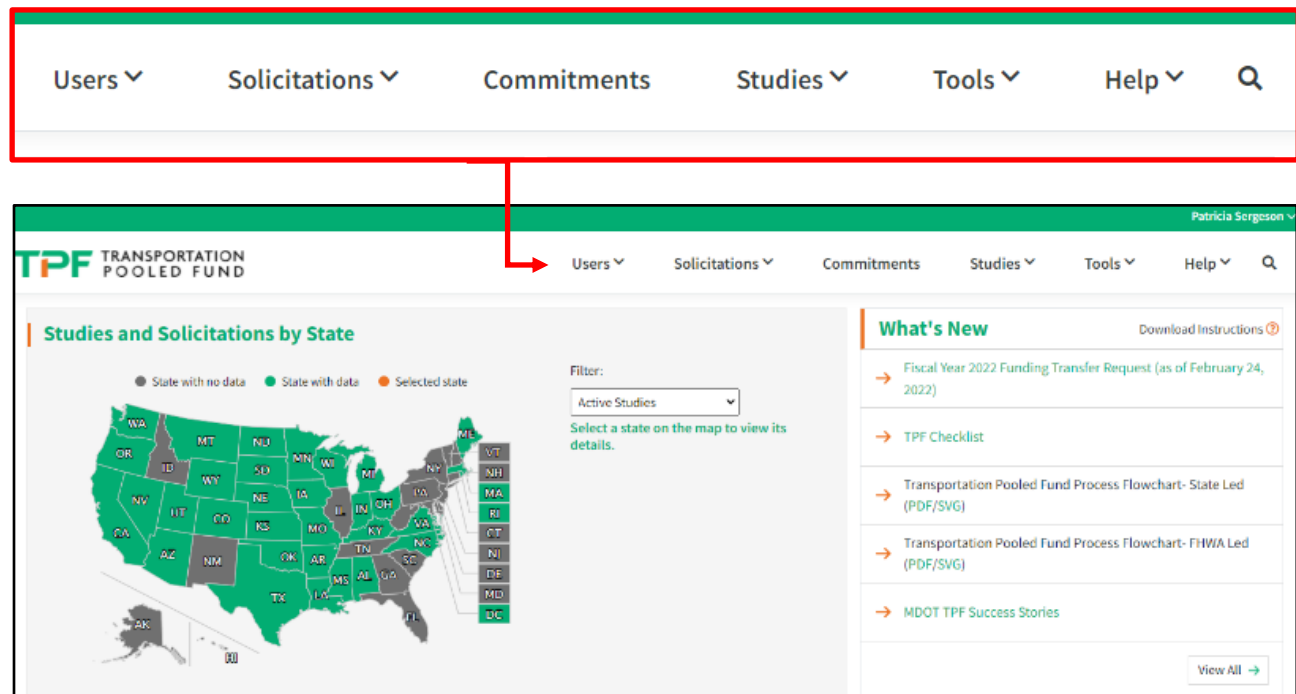 Users
Solicitations
Commitments
Studies
Tools
Help
Patricia Sergeson
TPF TRANSPORTATION
POOLED FUND
Users
Solicitations
Commitments
Studies
Tools
Help
Studies and Solicitations by State
State with no data
State with data
Selected state
WA
OR
ID
MT
ND
MN
WI
MI
ME
NY
VT
NH
MA
RI
CT
NJ
DE
MD
DC
WY
SD
NE
IA
IL
IN
OH
PA
NV
UT
CO
KS
MO
KY
VA
CA
AZ
NM
OK
AR
TN
NC
SC
TX
LA
MS
AL
GA
FL
AK
HI
Filter:
Active Studies
Select a state on the map to view its
details.
What's New
Download Instructions
Fiscal Year 2022 Funding Transfer Request (as of February 24,
2022)
TPF Checklist
Transportation Pooled Fund Process Flowchart- State Led
(PDF/SVG)
Transportation Pooled Fund Process Flowchart- FHWA Led
(PDF/SVG)
MDOT TPF Success Stories
View All